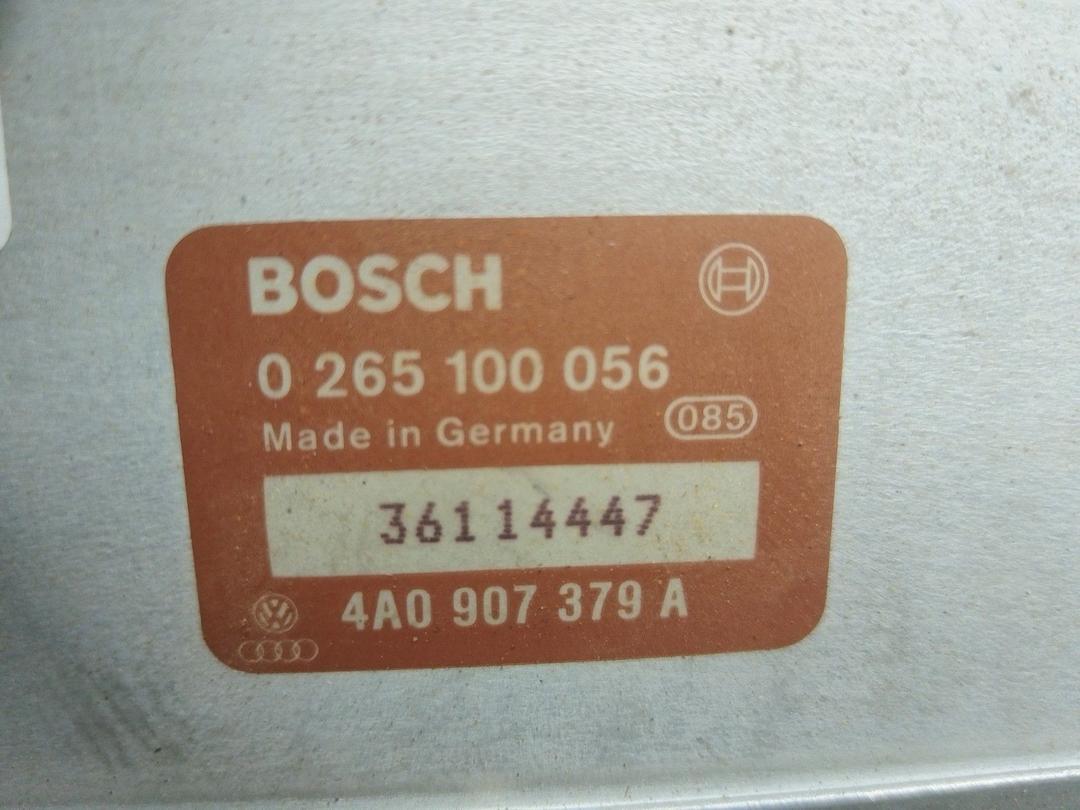 BOSCH
0 265 100 056
Made in Germany 085
36114447
4A0 907 379 A